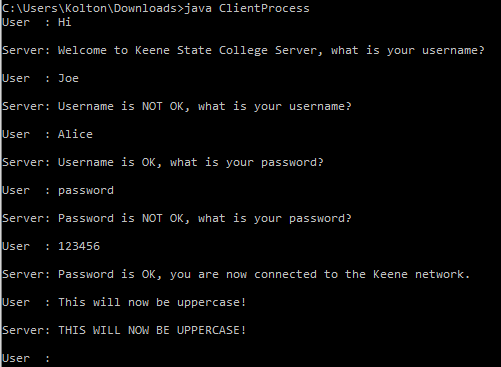 C:\Users\Kolton\Downloads>java ClientProcess
User  : Hi
Server: Welcome to Keene State College Server, what is your username?
User  : Joe
Server: Username is NOT OK, what is your username?
User  : Alice
Server: Username is OK, what is your password?
User  : password
Server: Password is NOT OK, what is your password?
User  : 123456
Server: Password is OK, you are now connected to the Keene network.
User  : This will now be uppercase!
Server: THIS WILL NOW BE UPPERCASE!
User  :